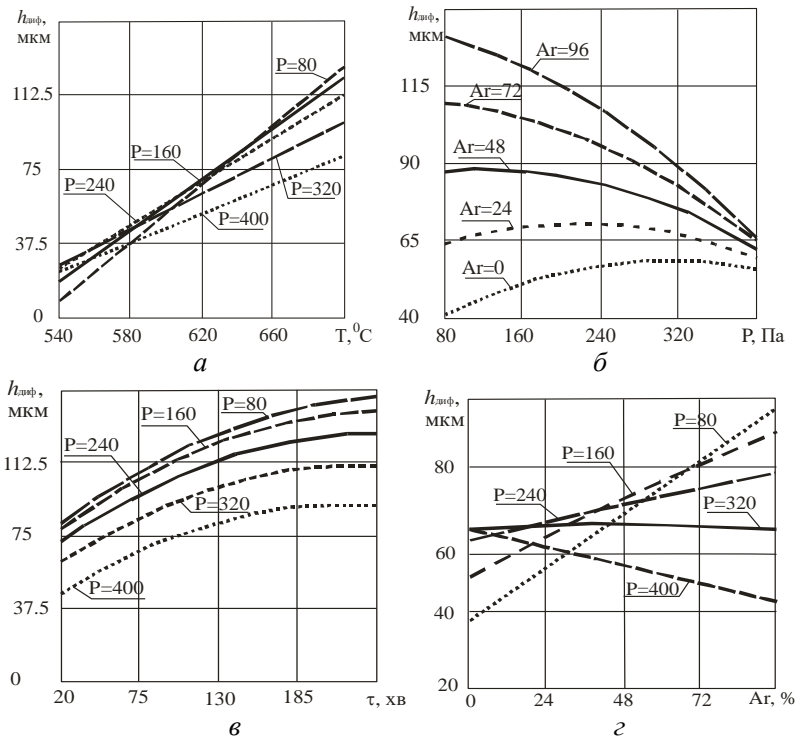 hдиф,
мкм
P=80
112.5
P=160
75
P=240
P=320
P=400
37.5
0
540 580 620 660 T, ⁰C
а
hдиф,
мкм
Ar=96
115
Ar=72
90
Ar=48
Ar=24
65
Ar=0
40
80 160 240 320 P, Па
б
hдиф,
мкм
P=80
P=160
P=240
112.5
75
P=320
P=400
37.5
0
20 75 130 185 τ, хв
в
hдиф,
мкм
P=80
80
P=160
P=240
P=320
60
P=400
40
20
0 24 48 72 Ar, %
г